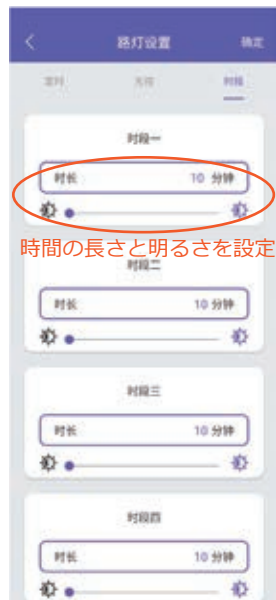 路灯设置 确定
定时 光控 时段
时段一
时长 10 分钟
時間の長さと明るさを設定
时段二
时长 10 分钟
时段三
时长 10 分钟
时段四
时长 10 分钟